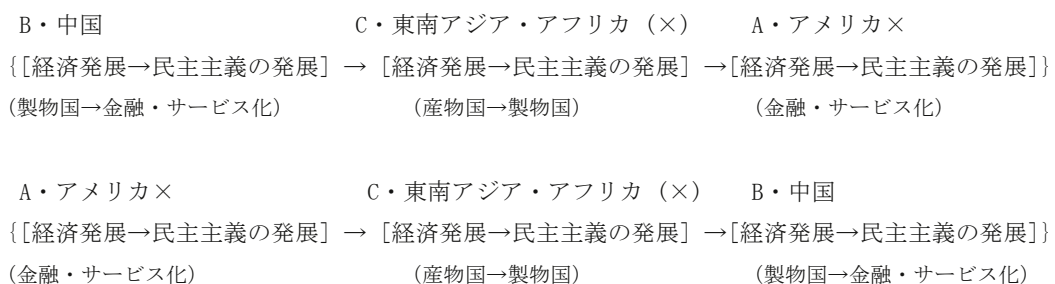 B・中国 C・東南アジア・アフリカ（×） A・アメリカ×
{[経済発展→民主主義の発展] → [経済発展→民主主義の発展] →[経済発展→民主主義の発展]}
(製物国→金融・サービス化) (産物国→製物国) (金融・サービス化)
A・アメリカ× C・東南アジア・アフリカ（×） B・中国
{[経済発展→民主主義の発展] → [経済発展→民主主義の発展] →[経済発展→民主主義の発展]}
(金融・サービス化) (産物国→製物国) (製物国→金融・サービス化)